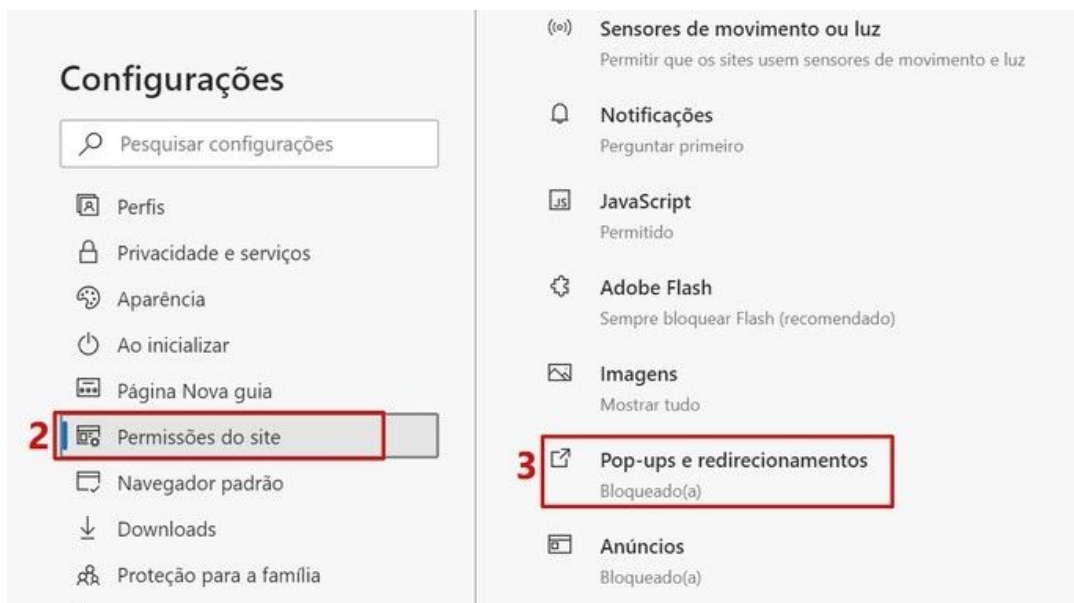 Configurações
Pesquisar configurações
Perfis
Privacidade e serviços
Aparência
Ao inicializar
Página Nova guia
2 Permissões do site
Navegador padrão
Downloads
Proteção para a família
Sensores de movimento ou luz
Permitir que os sites usem sensores de movimento e luz
Notificações
Perguntar primeiro
JS JavaScript
Permitido
Adobe Flash
Sempre bloquear Flash (recomendado)
Imagens
Mostrar tudo
3 Pop-ups e redirecionamentos
Bloqueado(a)
Anúncios
Bloqueado(a)